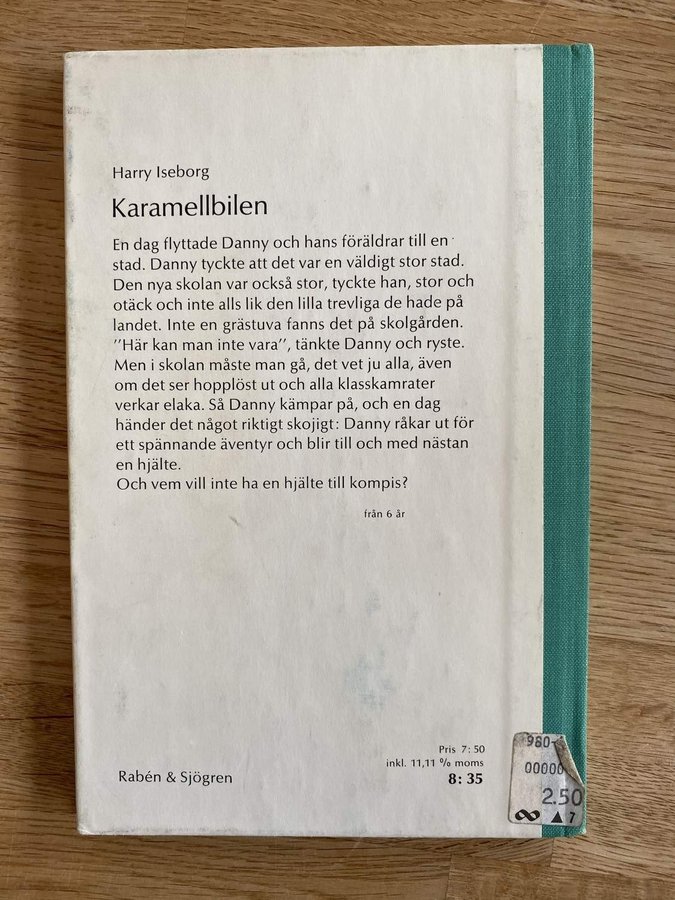 Harry Iseborg
Karamellbilen
En dag flyttade Danny och hans föräldrar till en
stad. Danny tyckte att det var en väldigt stor stad.
Den nya skolan var också stor, tyckte han, stor och
otäck och inte alls lik den lilla trevliga de hade på
landet. Inte en grästuva fanns det på skolgården.
"Här kan man inte vara", tänkte Danny och ryste.
Men i skolan måste man gå, det vet ju alla, även
om det ser hopplöst ut och alla klasskamrater
verkar elaka. Så Danny kämpar på, och en dag
händer det något riktigt skojigt: Danny råkar ut för
ett spännande äventyr och blir till och med nästan
en hjälte.
Och vem vill inte ha en hjälte till kompis?
från 6 år
Pris 7:50
inkl. 11,11 % moms
8:35
Rabén & Sjögren
980-
00000
2.50
7